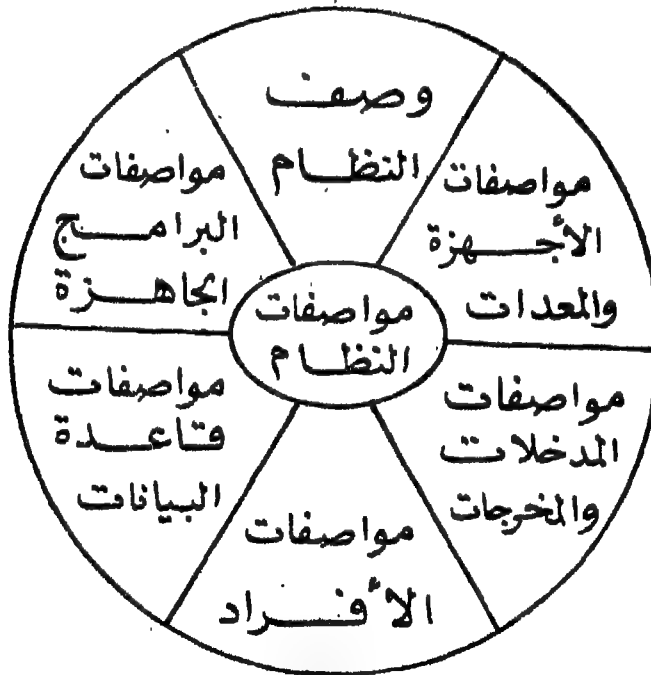 وصف
النظام
مواصفات
الأجهزة
والمعدات
مواصفات
المدخلات
والمخرجات
مواصفات
الأفراد
مواصفات
قاعدة
البيانات
مواصفات
البرامج
الجاهزة
مواصفات
النظام